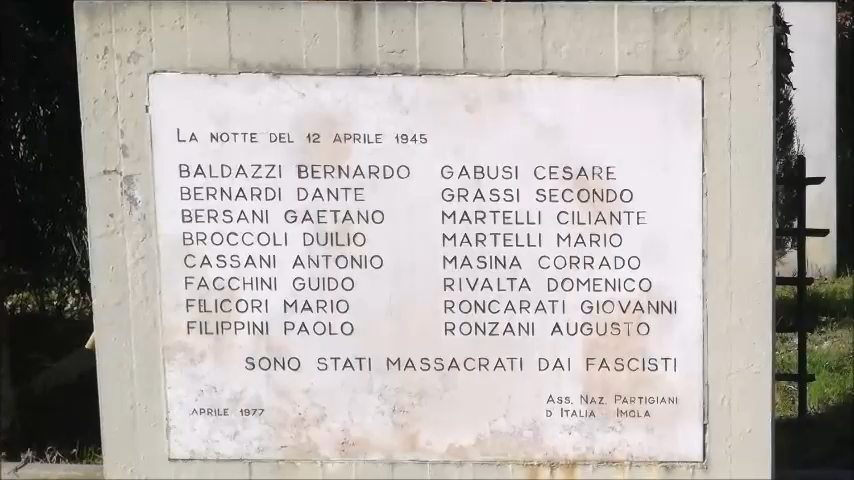 LA NOTTE DEL 12 APRILE 1945
BALDAZZI BERNARDO
BERNARDI DANTE
BERSANI GAETANO
BROCCOLI DUILIO
CASSANI ANTONIO
FACCHINI GUIDO
FILICORI MARIO
FILIPPINI PAOLO
GABUSI CESARE
GRASSI SECONDO
MARTELLI CILIANTE
MARTELLI MARIO
MASINA CORRADO
RIVALTA DOMENICO
RONCARATI GIOVANNI
RONZANI AUGUSTO
SONO STATI MASSACRATI DAI FASCISTI
APRILE 1977
ASS. NAZ. PARTIGIANI
D ITALIA - IMOLA